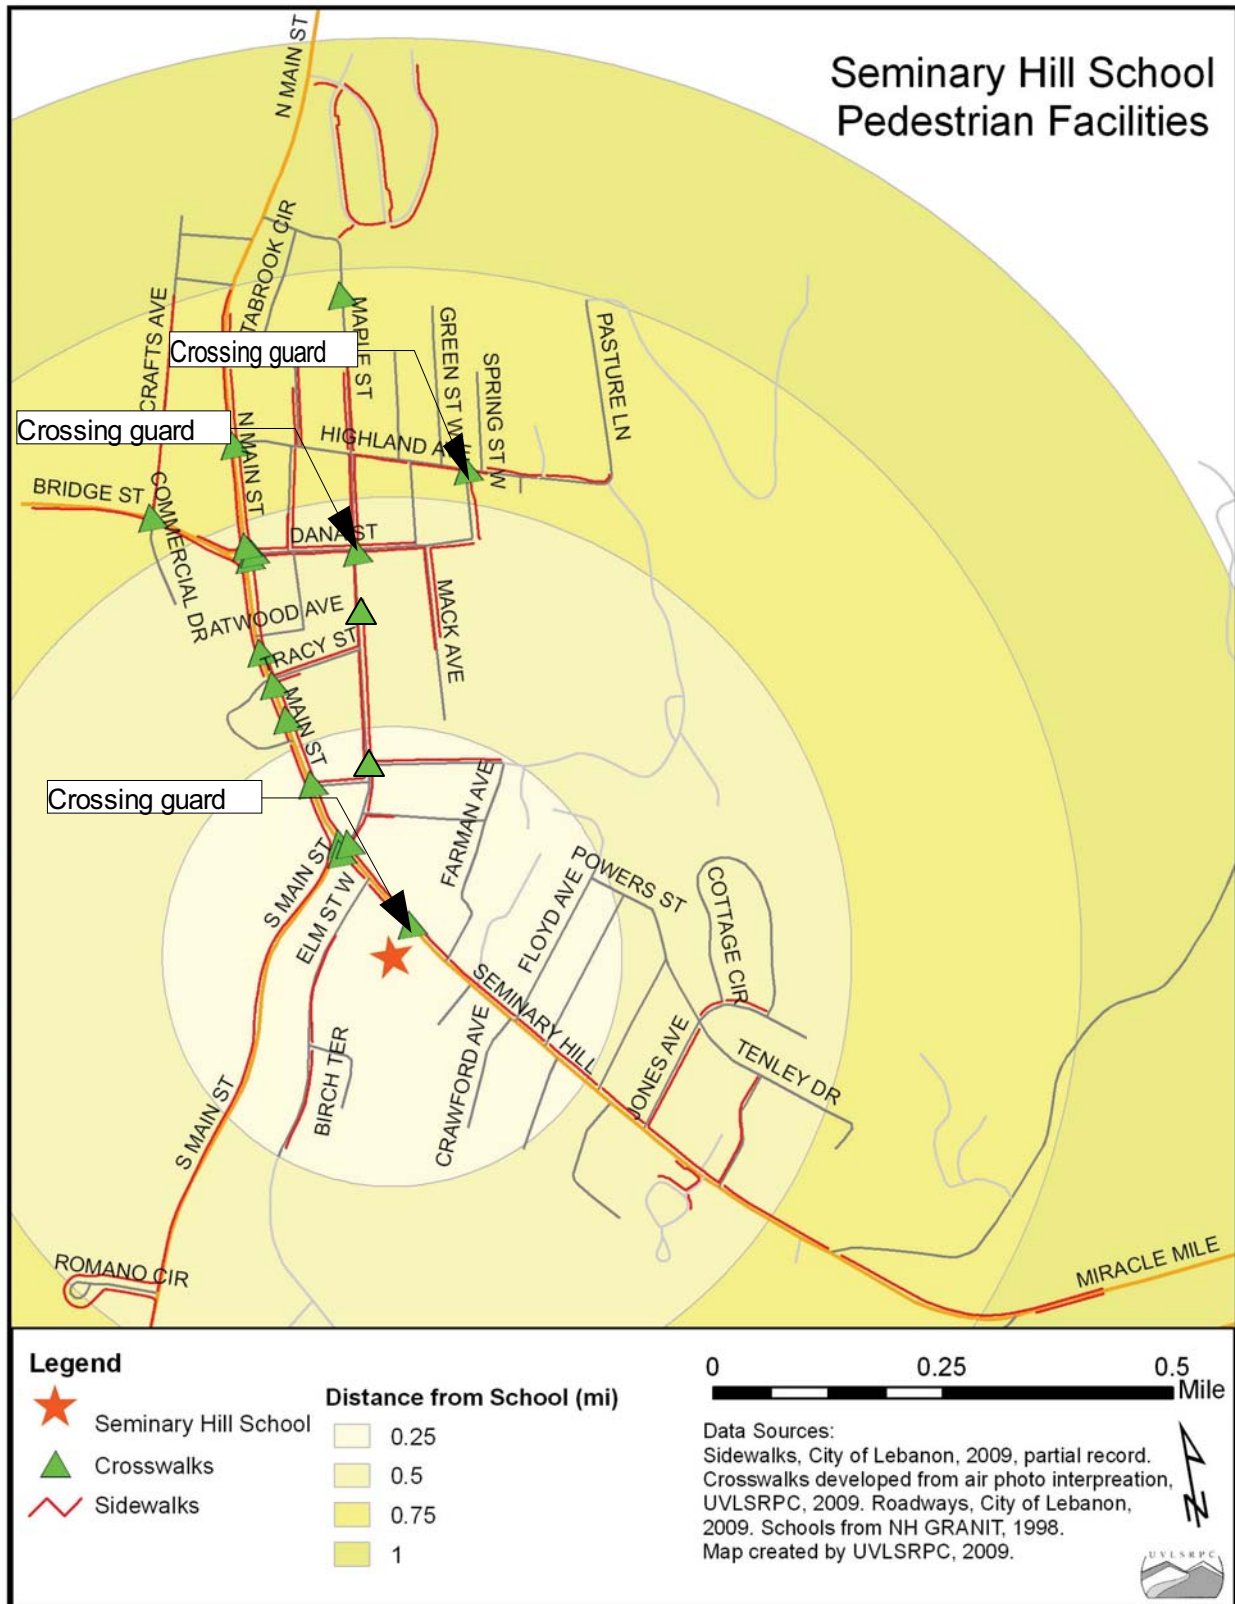 Seminary Hill School
Pedestrian Facilities
N MAIN ST
TABROOK CIR
CRAFTS AVE
MAPLE ST
GREEN ST W
SPRING ST W
PASTURE LN
Crossing guard
Crossing guard
N MAIN ST
HIGHLAND A
BRIDGE ST
COMMERCIAL DR
DANA ST
ATWOOD AVE
TRACY ST
MACK AVE
MAIN ST
Crossing guard
FARMAN AVE
S MAIN ST
ELM ST W
FLOYD AVE
POWERS ST
COTTAGE CIR
SEMINARY HILL
CRAWFORD AVE
JONES AVE
TENLEY DR
BIRCH TER
S MAIN ST
ROMANO CIR
MIRACLE MILE
Legend
Seminary Hill School
Crosswalks
Sidewalks
Distance from School (mi)
0.25
0.5
0.75
1
0 0.25 0.5
Mile
Data Sources:
Sidewalks, City of Lebanon, 2009, partial record.
Crosswalks developed from air photo interpreation,
UVLSRPC, 2009. Roadways, City of Lebanon,
2009. Schools from NH GRANIT, 1998.
Map created by UVLSRPC, 2009.
N
UVLSRPC